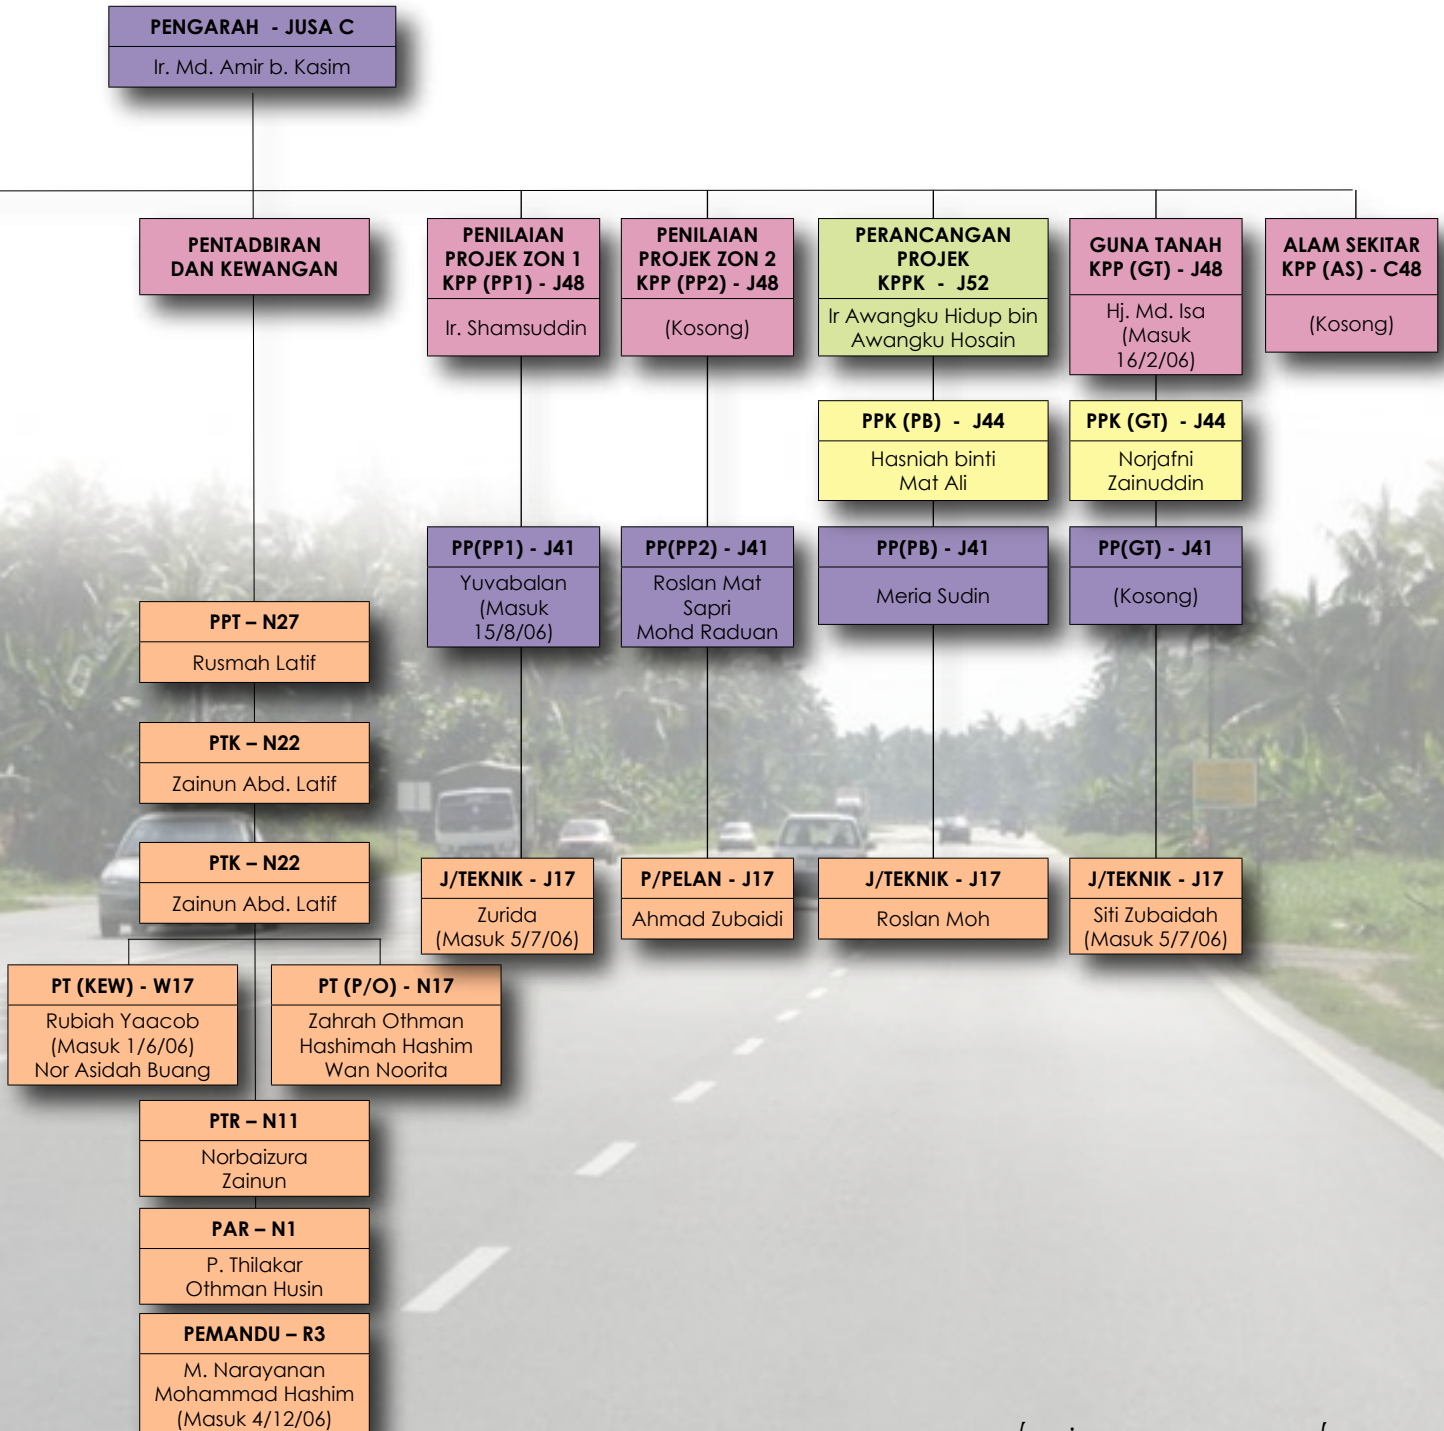 PENGARAH - JUSA C
Ir. Md. Amir b. Kasim
PENTADBIRAN
DAN KEWANGAN
PENILAIAN
PROJEK ZON 1
KPP (PP1) - J48
Ir. Shamsuddin
PENILAIAN
PROJEK ZON 2
KPP (PP2) - J48
(Kosong)
PERANCANGAN
PROJEK
KPPK - J52
Ir Awangku Hidup bin
Awangku Hosain
GUNA TANAH
KPP (GT) - J48
Hj. Md. Isa
(Masuk
16/2/06)
ALAM SEKITAR
KPP (AS) - C48
(Kosong)
PPK (PB) - J44
Hasniah binti
Mat Ali
PPK (GT) - J44
Norjafni
Zainuddin
PP(PP1) - J41
Yuvabalan
(Masuk
15/8/06)
PP(PP2) - J41
Roslan Mat
Sapri
Mohd Raduan
PP(PB) - J41
Meria Sudin
PP(GT) - J41
(Kosong)
PPT – N27
Rusmah Latif
PTK – N22
Zainun Abd. Latif
PTK – N22
Zainun Abd. Latif
J/TEKNIK - J17
Zurida
(Masuk 5/7/06)
P/PELAN - J17
Ahmad Zubaidi
J/TEKNIK - J17
Roslan Moh
J/TEKNIK - J17
Siti Zubaidah
(Masuk 5/7/06)
PT (KEW) - W17
Rubiah Yaacob
(Masuk 1/6/06)
Nor Asidah Buang
PT (P/O) - N17
Zahrah Othman
Hashimah Hashim
Wan Noorita
PTR – N11
Norbaizura
Zainun
PAR – N1
P. Thilakar
Othman Husin
PEMANDU – R3
M. Narayanan
Mohammad Hashim
(Masuk 4/12/06)